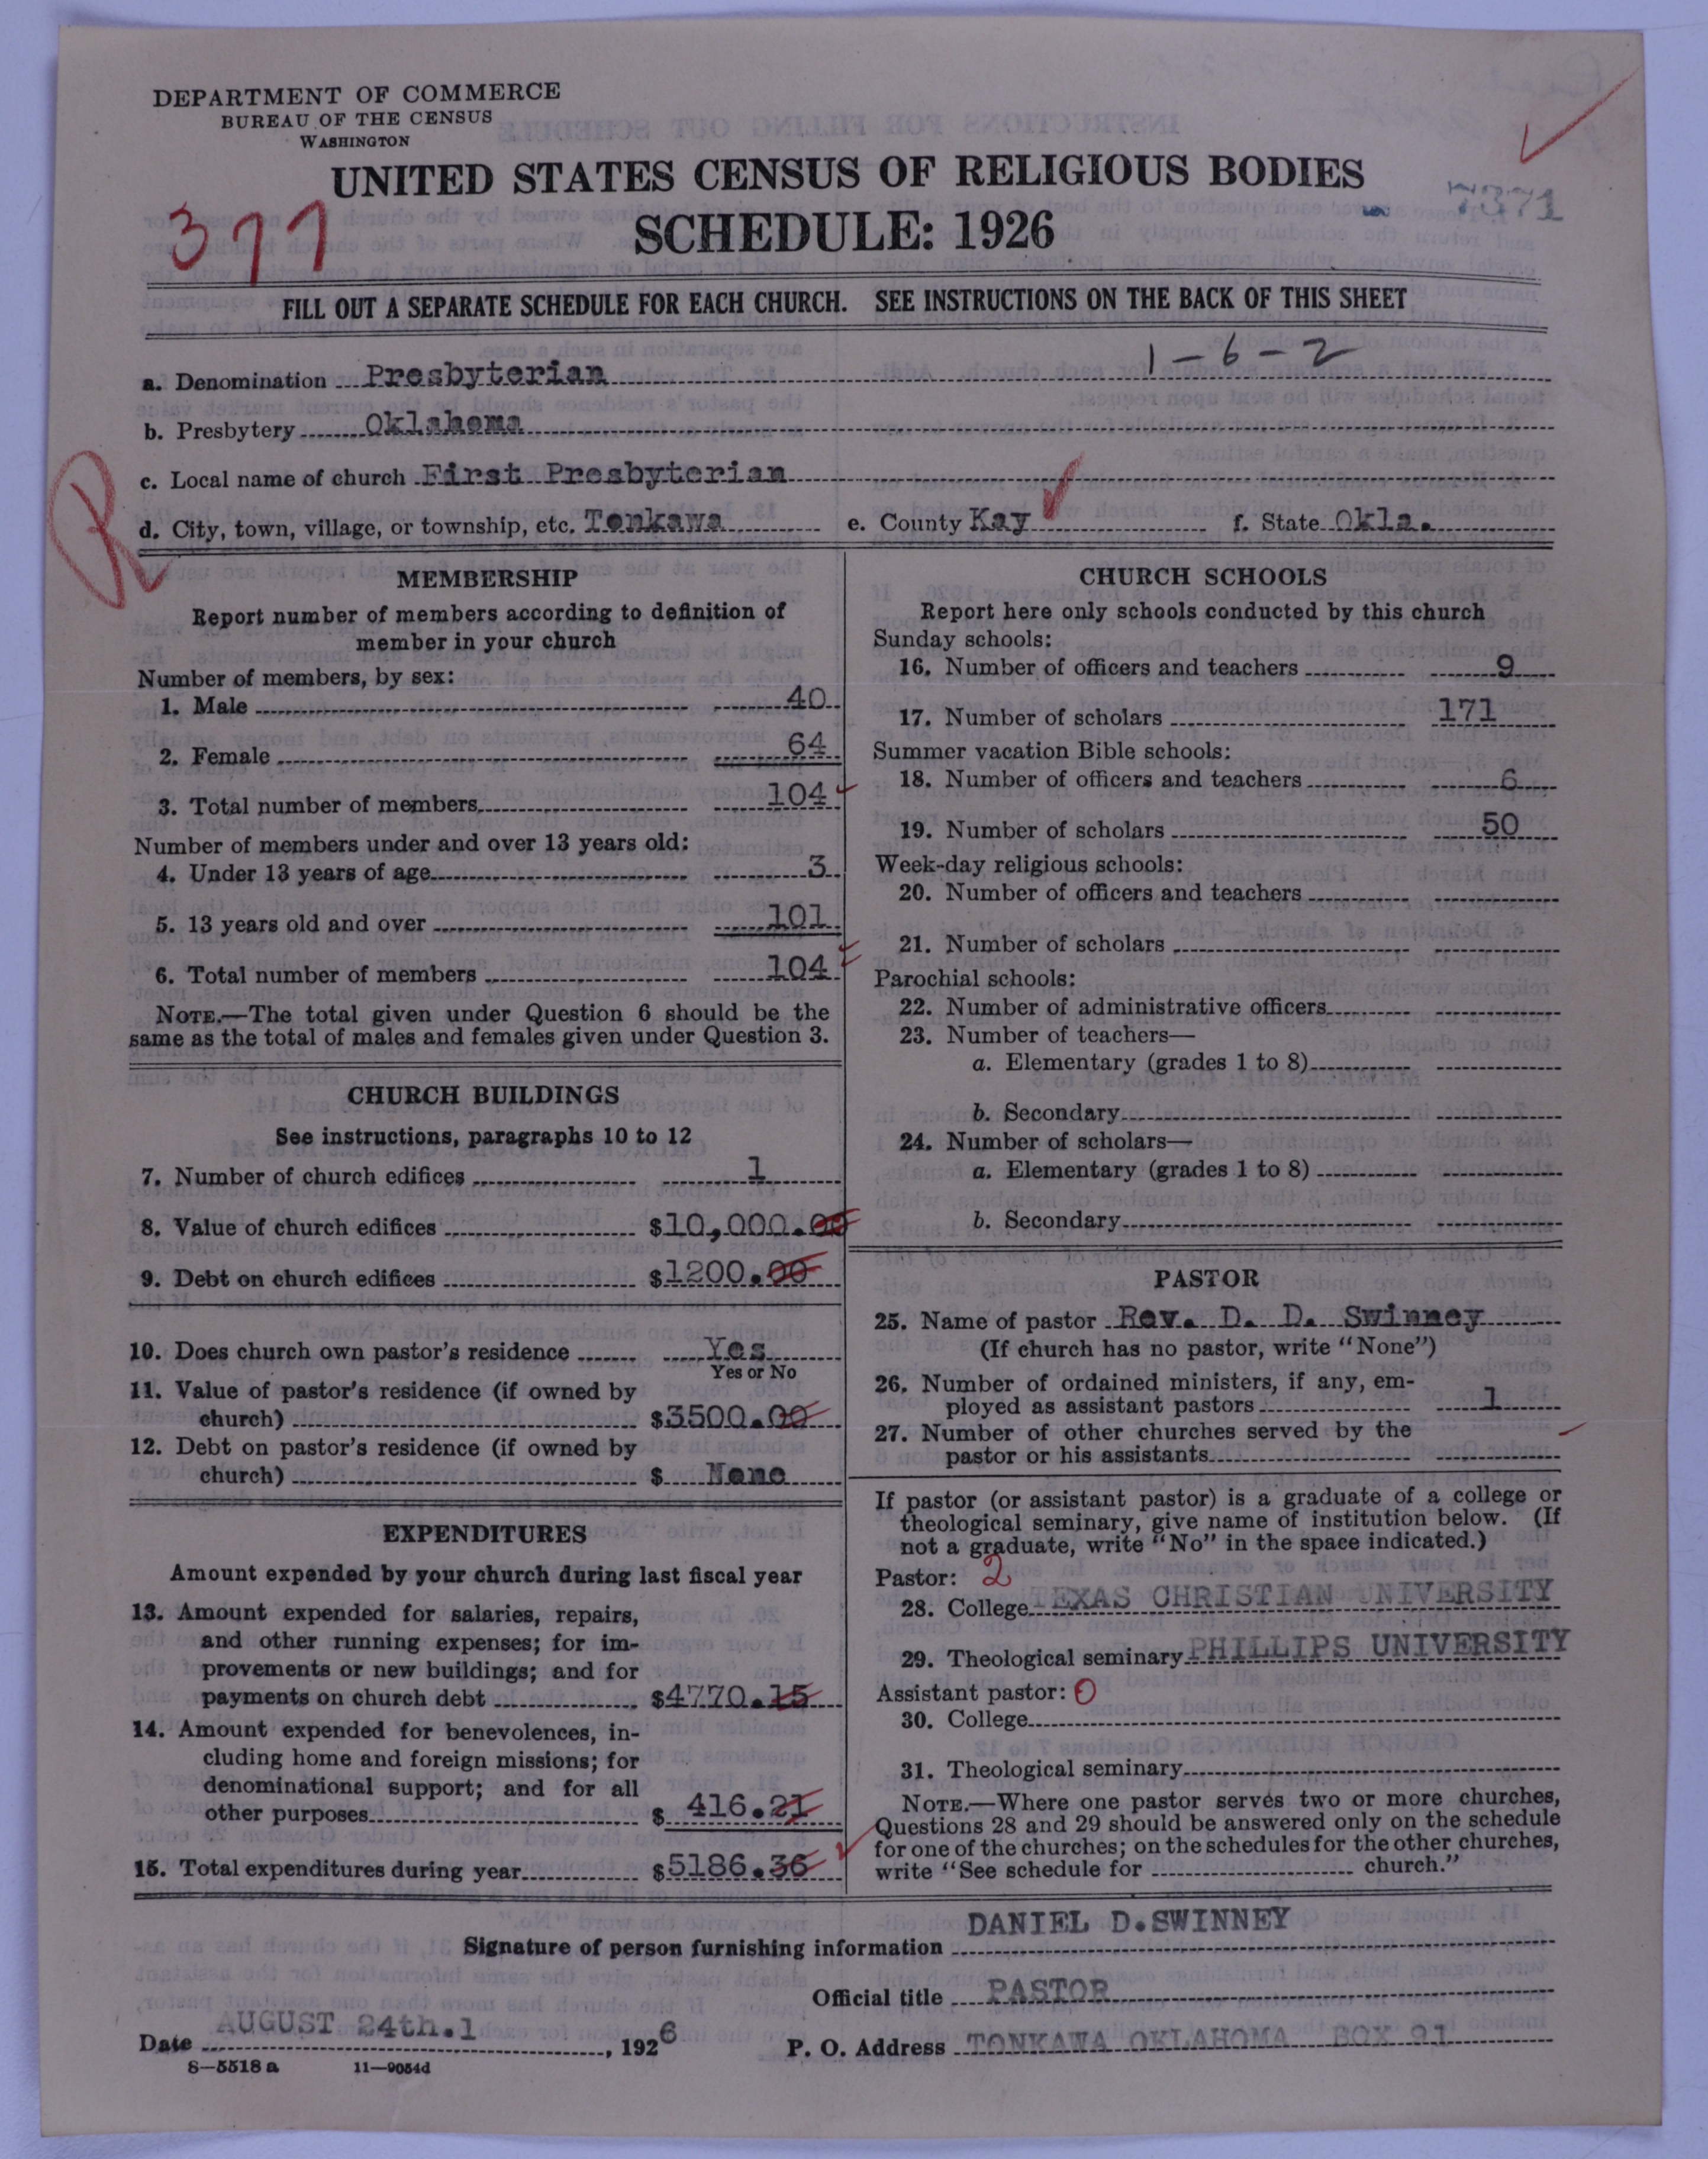 DEPARTMENT OF COMMERCE
BUREAU OF THE CENSUS
WASHINGTON
UNITED STATES CENSUS OF RELIGIOUS BODIES
SCHEDULE: 1926
7371
377
FILL OUT A SEPARATE SCHEDULE FOR EACH CHURCH. SEE INSTRUCTIONS ON THE BACK OF THIS SHEET
1-6-2
a. Denomination Presbyterian
b. Presbytery Oklahoma
c. Local name of church First Presbyterian
R
d. City, town, village, or township, etc. Tonkawa e. County Kay f. State Okla.
MEMBERSHIP
Report number of members according to definition of
member in your church
Number of members, by sex:
1. Male 40
2. Female 64
3. Total number of members 104
Number of members under and over 13 years old:
4. Under 13 years of age 3
5. 13 years old and over 101
6. Total number of members 104
NOTE.—The total given under Question 6 should be the
same as the total of males and females given under Question 3.
CHURCH BUILDINGS
See instructions, paragraphs 10 to 12
7. Number of church edifices 1
8. Value of church edifices $10,000.00
9. Debt on church edifices $1200.00
10. Does church own pastor's residence Yes
Yes or No
11. Value of pastor's residence (if owned by
church) $3500.00
12. Debt on pastor's residence (if owned by
church) $ None
EXPENDITURES
Amount expended by your church during last fiscal year
13. Amount expended for salaries, repairs,
and other running expenses; for im-
provements or new buildings; and for
payments on church debt $4770.15
14. Amount expended for benevolences, in-
cluding home and foreign missions; for
denominational support; and for all
other purposes $ 416.21
15. Total expenditures during year $5186.36
CHURCH SCHOOLS
Report here only schools conducted by this church
Sunday schools:
16. Number of officers and teachers 9
17. Number of scholars 171
Summer vacation Bible schools:
18. Number of officers and teachers 6
19. Number of scholars 50
Week-day religious schools:
20. Number of officers and teachers
21. Number of scholars
Parochial schools:
22. Number of administrative officers
23. Number of teachers—
a. Elementary (grades 1 to 8)
b. Secondary
24. Number of scholars—
a. Elementary (grades 1 to 8)
b. Secondary
PASTOR
25. Name of pastor Rev. D. D. Swinney
(If church has no pastor, write "None")
26. Number of ordained ministers, if any, em-
ployed as assistant pastors 1
27. Number of other churches served by the
pastor or his assistants
If pastor (or assistant pastor) is a graduate of a college or
theological seminary, give name of institution below. (If
not a graduate, write "No" in the space indicated.)
Pastor: 2
28. College TEXAS CHRISTIAN UNIVERSITY
29. Theological seminary PHILLIPS UNIVERSITY
Assistant pastor: 0
30. College
31. Theological seminary
NOTE.—Where one pastor serves two or more churches,
Questions 28 and 29 should be answered only on the schedule
for one of the churches; on the schedules for the other churches,
write "See schedule for church."
DANIEL D.SWINNEY
Signature of person furnishing information
Official title PASTOR
Date AUGUST 24th.1, 1926 P. O. Address TONKAWA OKLAHOMA BOX 91
8—5518 a 11—9054d